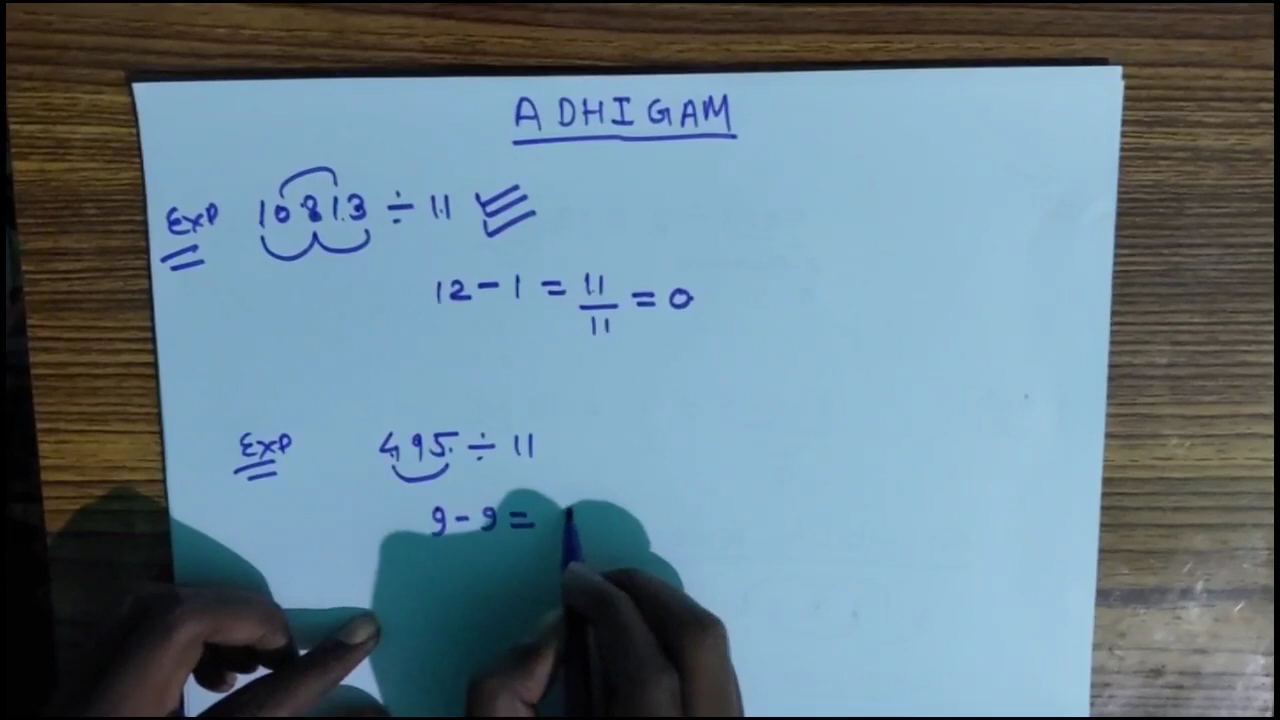 ADHIGAM
Exp 10813 ÷ 11
12 - 1 = 11/11 = 0
Exp 495 ÷ 11
9 - 9 =